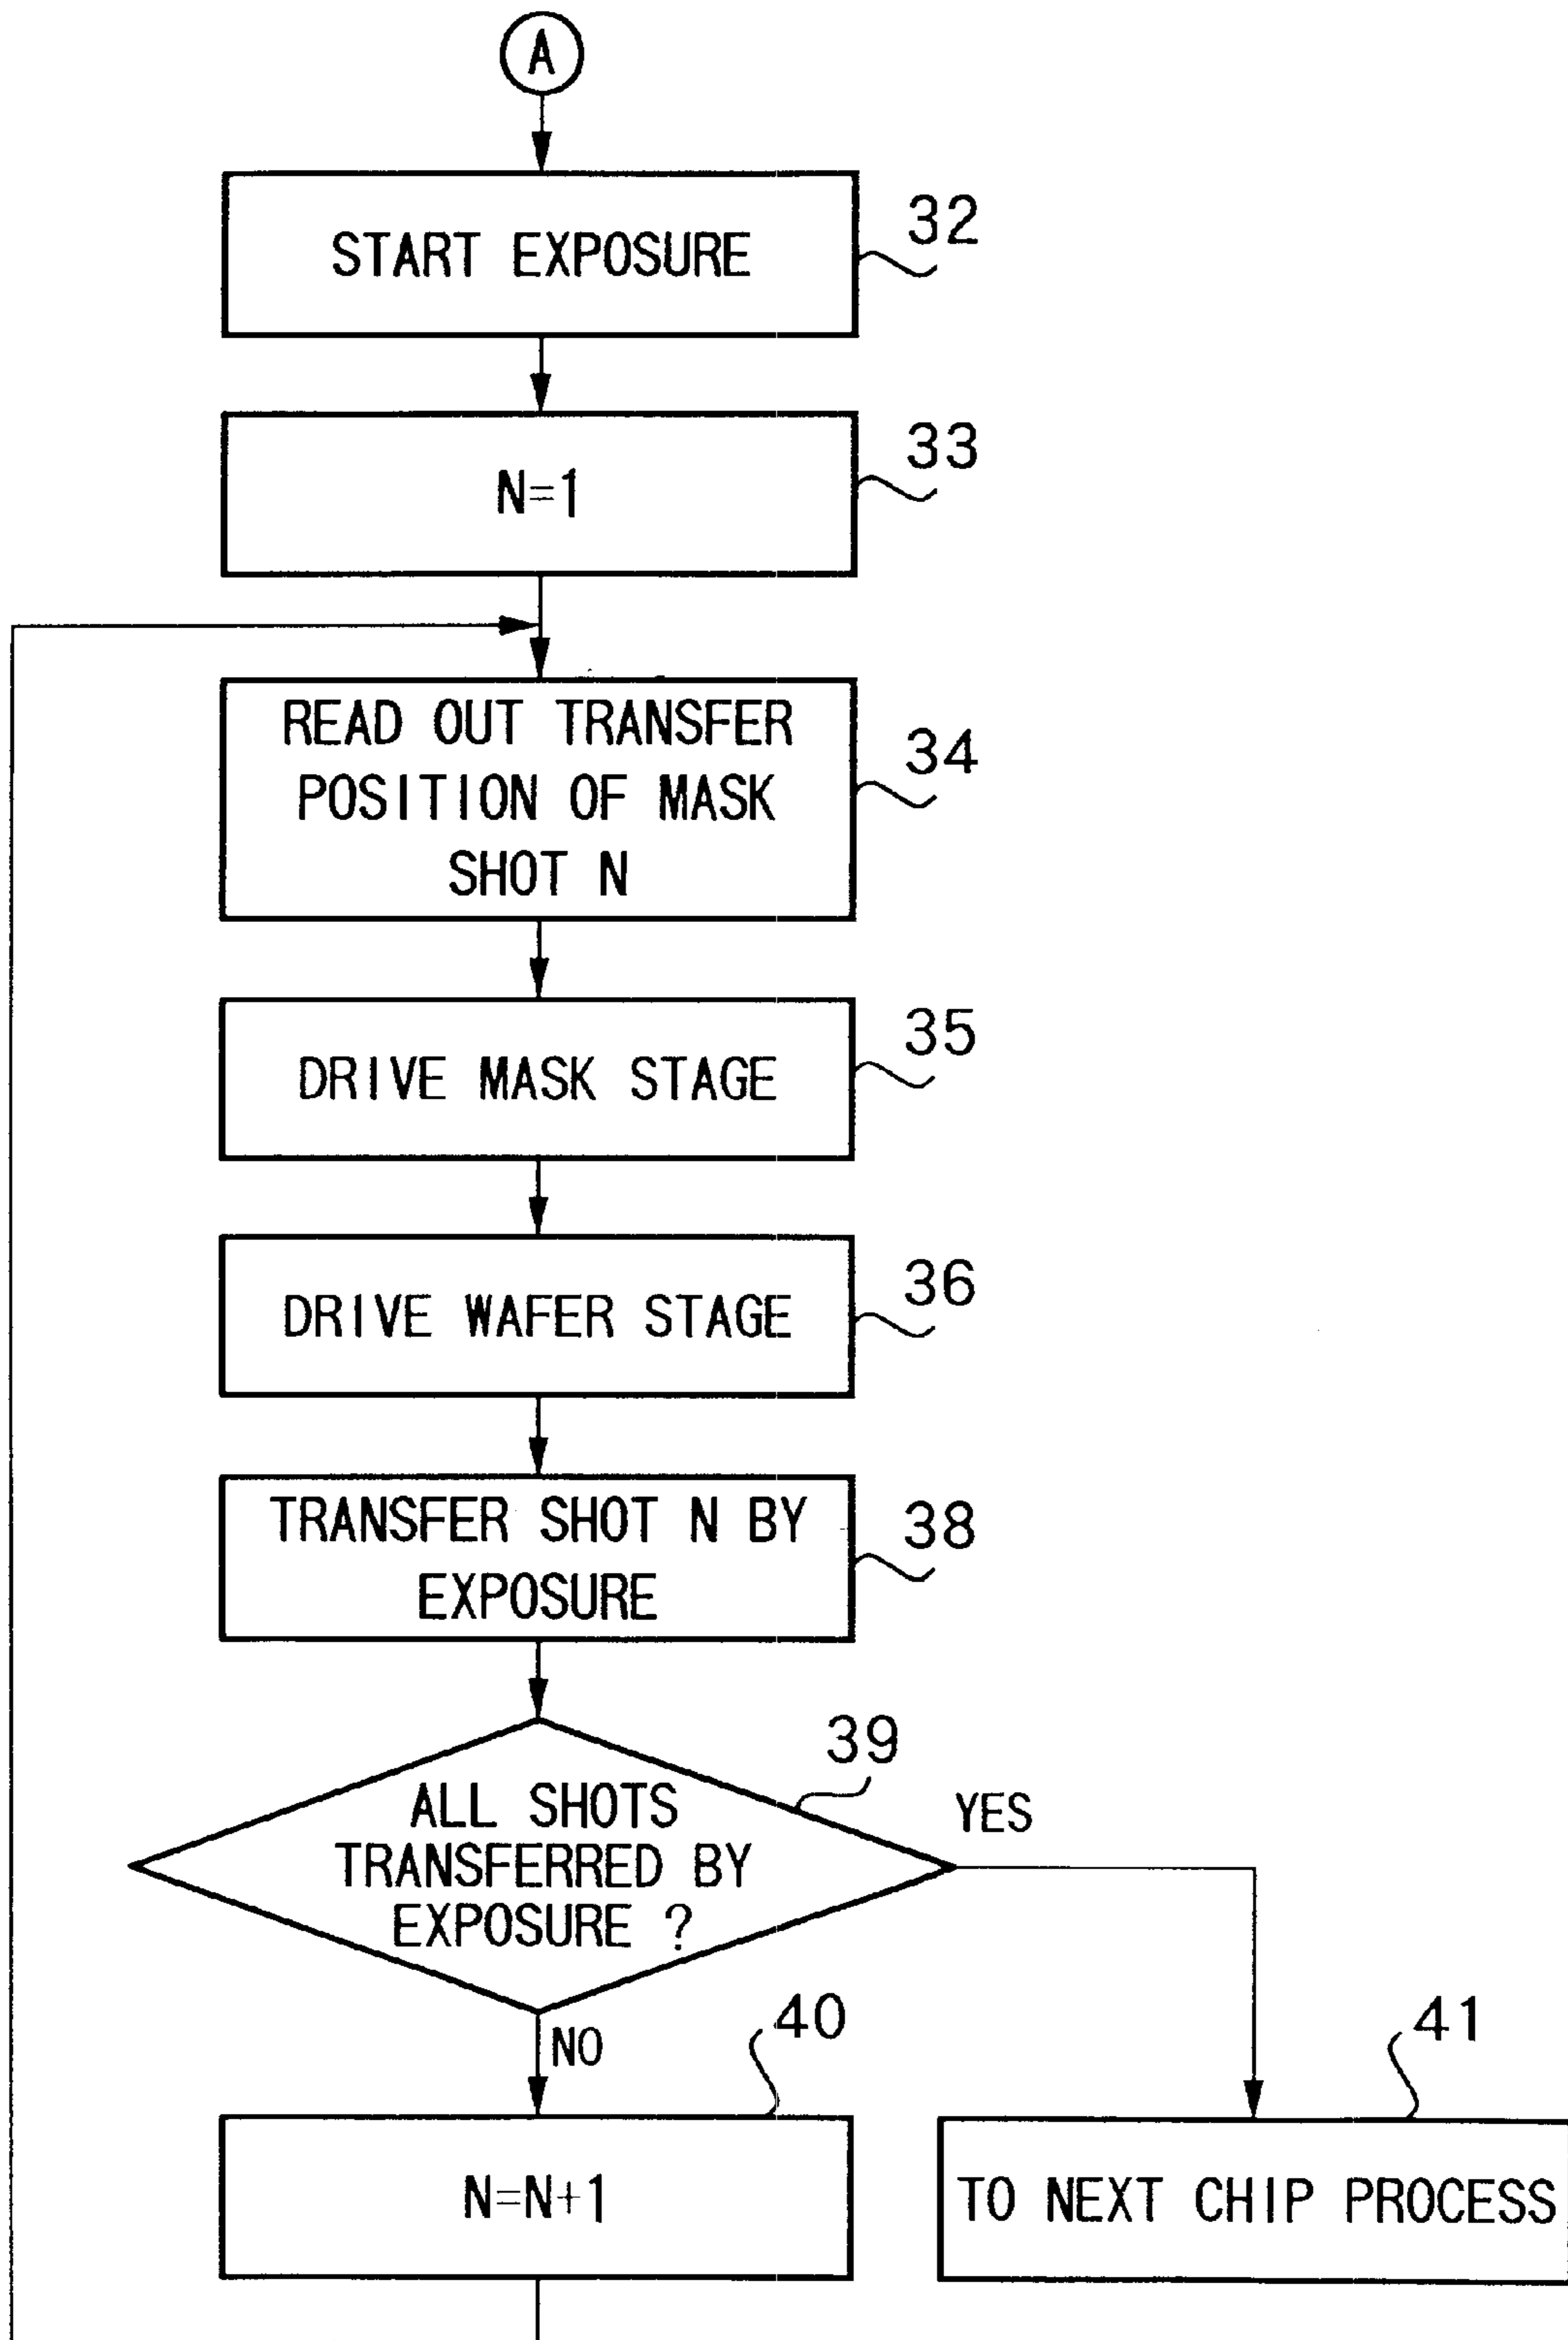 A
START EXPOSURE
32
N=1
33
READ OUT TRANSFER
POSITION OF MASK
SHOT N
34
DRIVE MASK STAGE
35
DRIVE WAFER STAGE
36
TRANSFER SHOT N BY
EXPOSURE
38
ALL SHOTS
TRANSFERRED BY
EXPOSURE ?
39
YES
NO
40
41
N=N+1
TO NEXT CHIP PROCESS